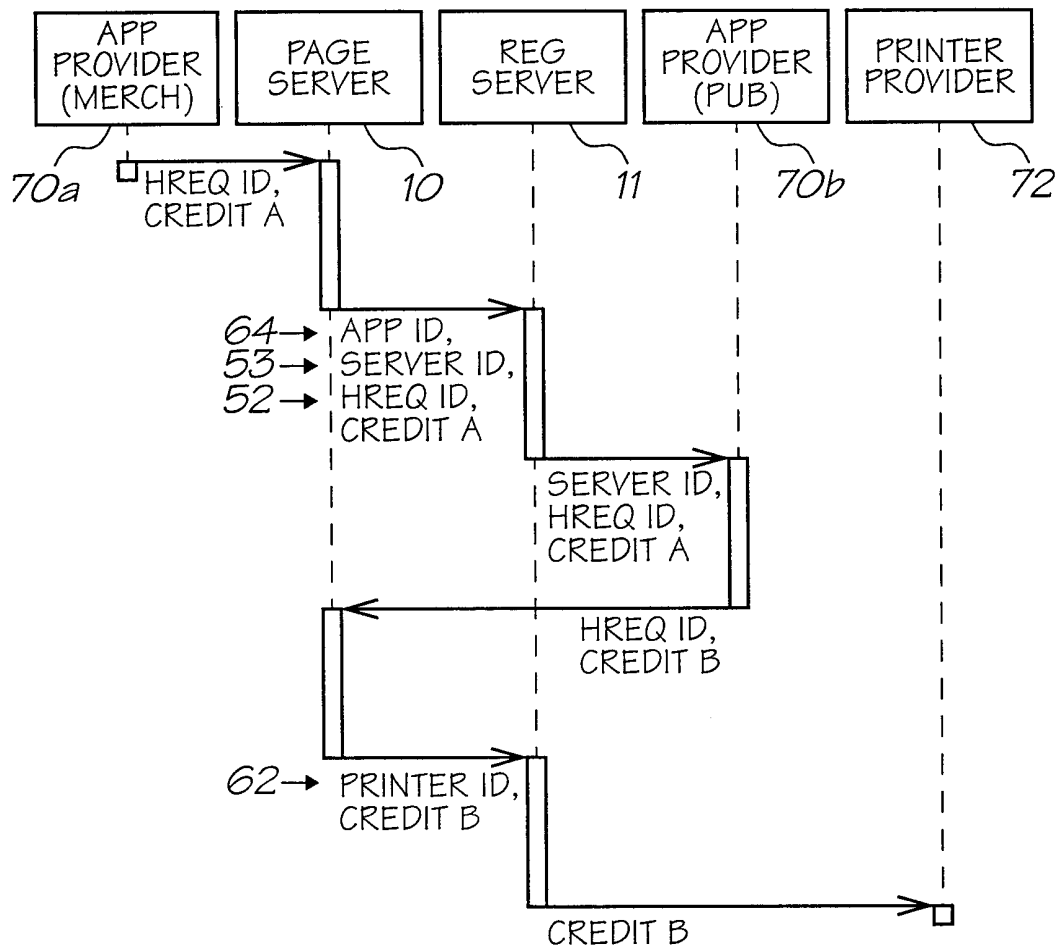 APP
PROVIDER
(MERCH)
PAGE
SERVER
REG
SERVER
APP
PROVIDER
(PUB)
PRINTER
PROVIDER
70a
10
11
70b
72
HREQ ID,
CREDIT A
64
APP ID,
53
SERVER ID,
52
HREQ ID,
CREDIT A
SERVER ID,
HREQ ID,
CREDIT A
HREQ ID,
CREDIT B
62
PRINTER ID,
CREDIT B
CREDIT B